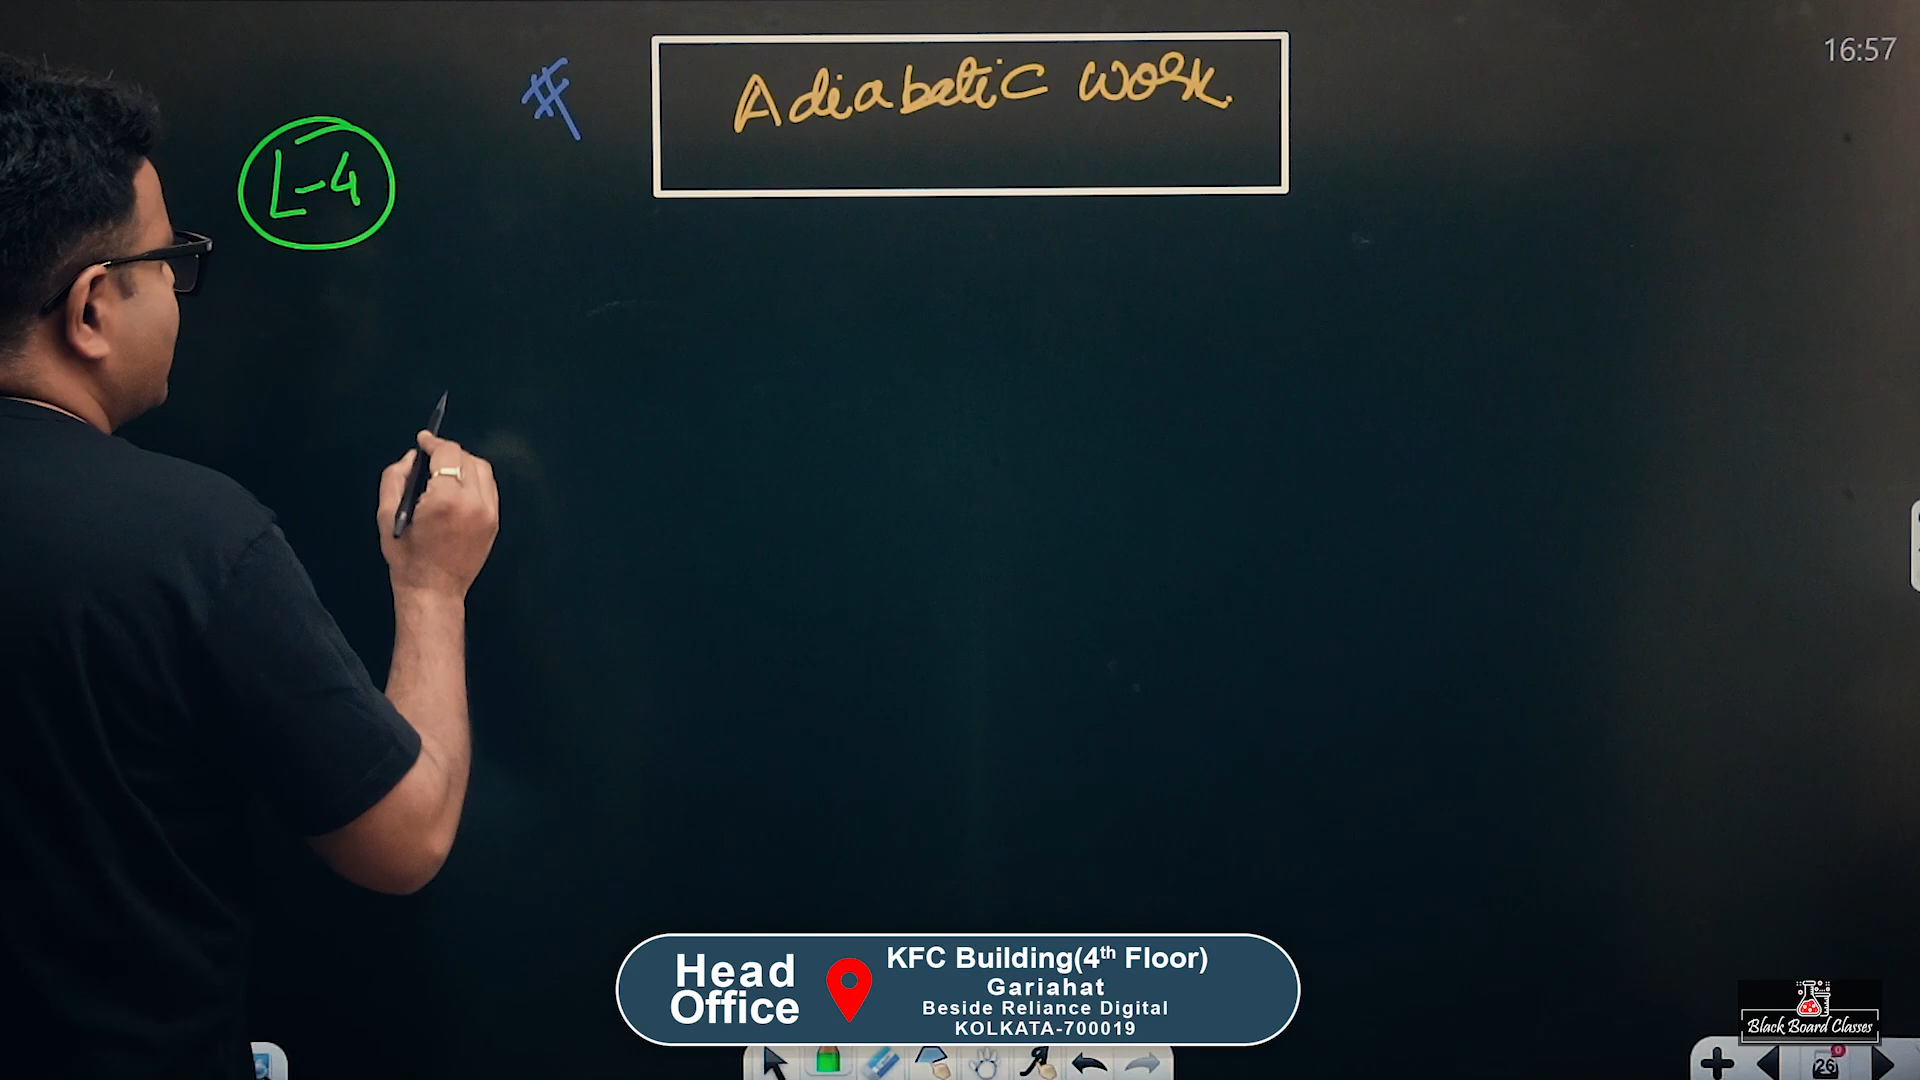 16:57
# Adiabatic work.
L-4
Head
Office
KFC Building(4th Floor)
Gariahat
Beside Reliance Digital
KOLKATA-700019
Black Board Classes
26
0